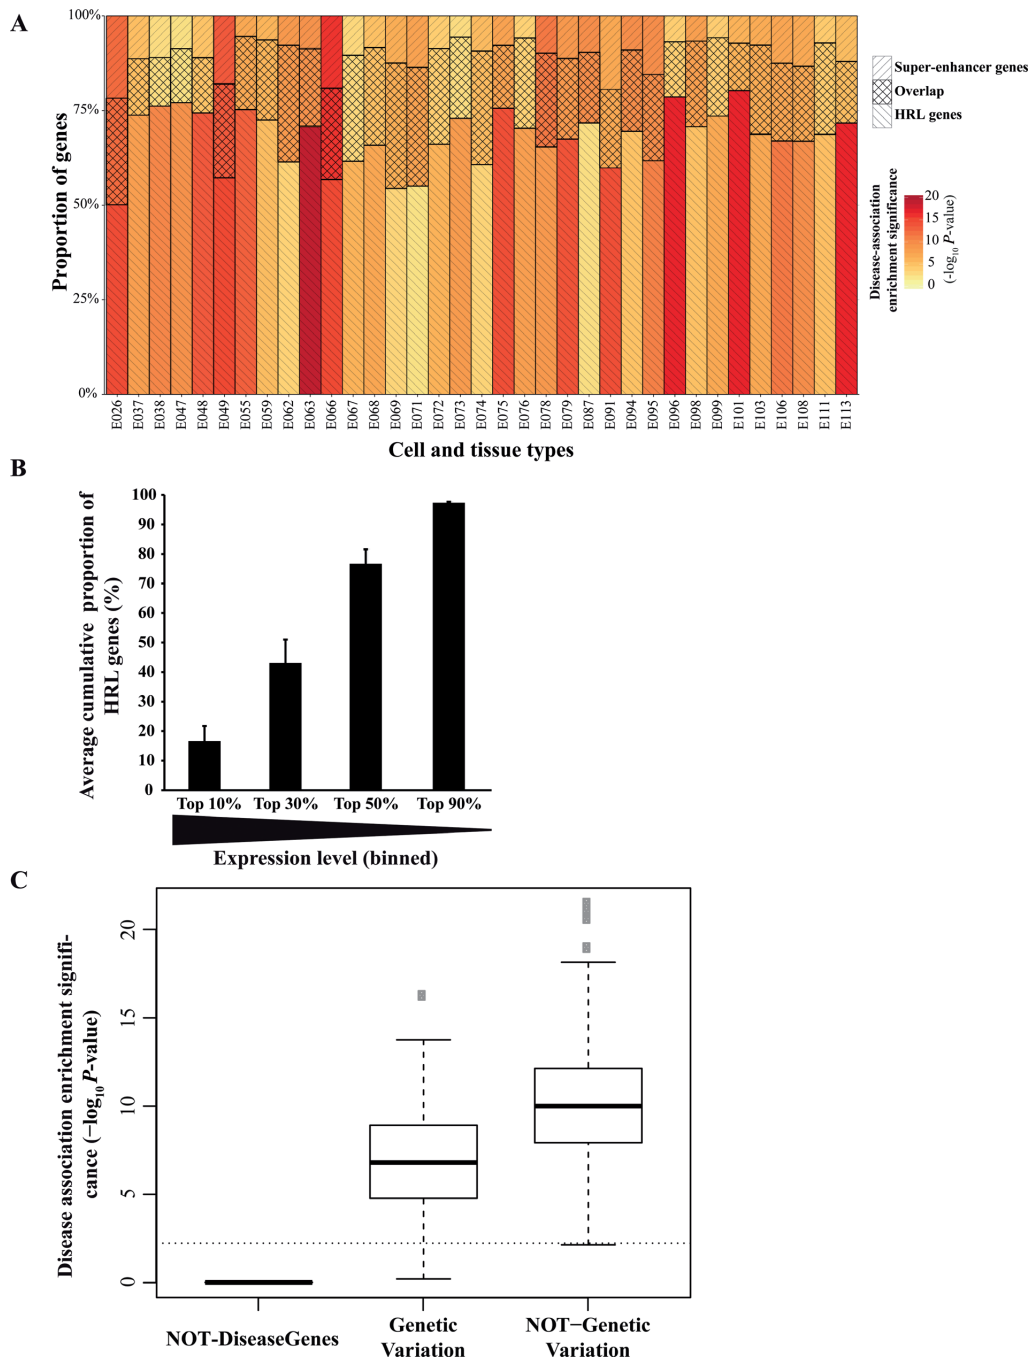 A
100%
75%
50%
25%
0%
Proportion of genes
E026 E037 E038 E047 E048 E049 E055 E059 E062 E063 E066 E067 E068 E069 E071 E072 E073 E074 E075 E076 E078 E079 E087 E091 E094 E095 E096 E098 E099 E101 E103 E106 E108 E111 E113
Cell and tissue types
Super-enhancer genes
Overlap
HRL genes
Disease-association
enrichment significance
(-log10 P-value)
20
15
10
5
0
B
Average cumulative proportion of
HRL genes (%)
100
90
80
70
60
50
40
30
20
10
0
Top 10% Top 30% Top 50% Top 90%
Expression level (binned)
C
Disease association enrichment signifi-
cance (−log10 P-value)
20
15
10
5
0
NOT-DiseaseGenes
Genetic
Variation
NOT−Genetic
Variation